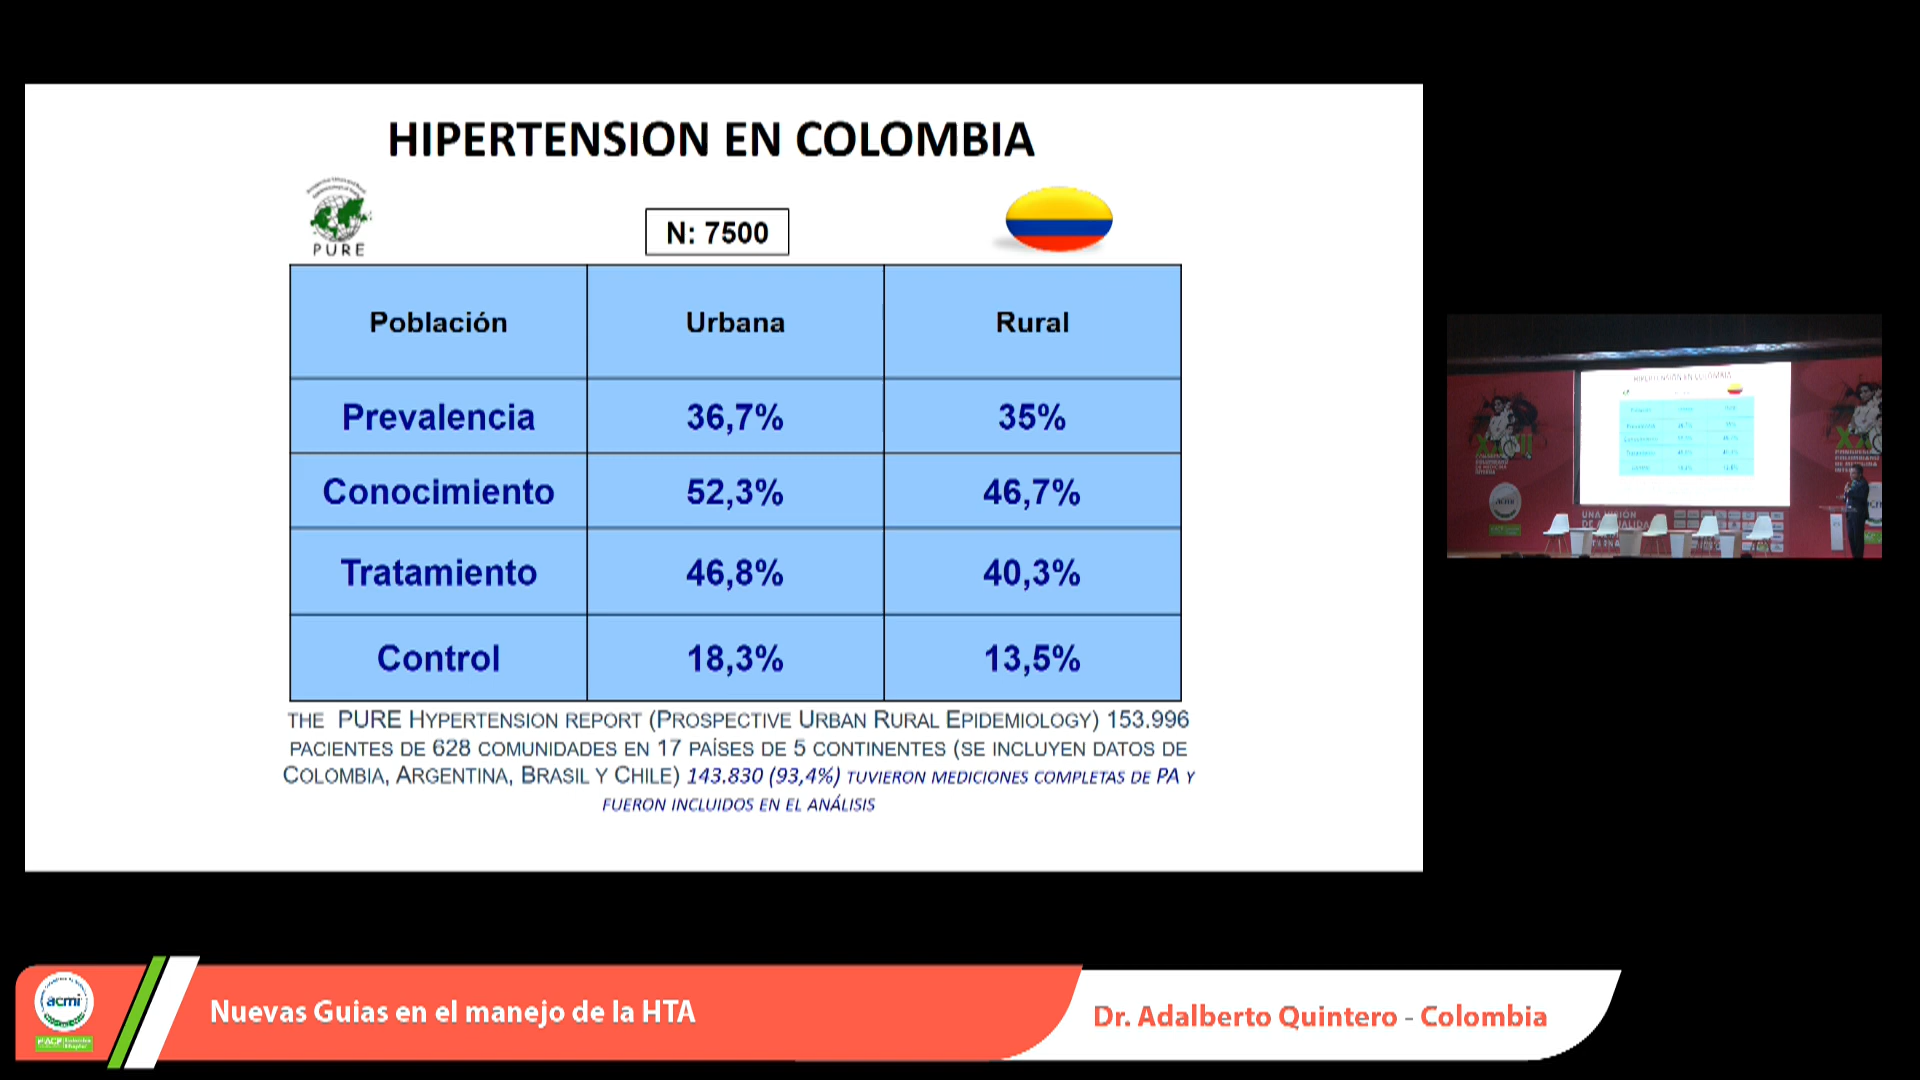 HIPERTENSION EN COLOMBIA
PURE
N: 7500
Población Urbana Rural
Prevalencia 36,7% 35%
Conocimiento 52,3% 46,7%
Tratamiento 46,8% 40,3%
Control 18,3% 13,5%
THE PURE HYPERTENSION REPORT (PROSPECTIVE URBAN RURAL EPIDEMIOLOGY) 153.996
PACIENTES DE 628 COMUNIDADES EN 17 PAÍSES DE 5 CONTINENTES (SE INCLUYEN DATOS DE
COLOMBIA, ARGENTINA, BRASIL Y CHILE) 143.830 (93,4%) TUVIERON MEDICIONES COMPLETAS DE PA Y
FUERON INCLUIDOS EN EL ANÁLISIS
HIPERTENSION EN COLOMBIA
acmi
Nuevas Guias en el manejo de la HTA
Dr. Adalberto Quintero - Colombia